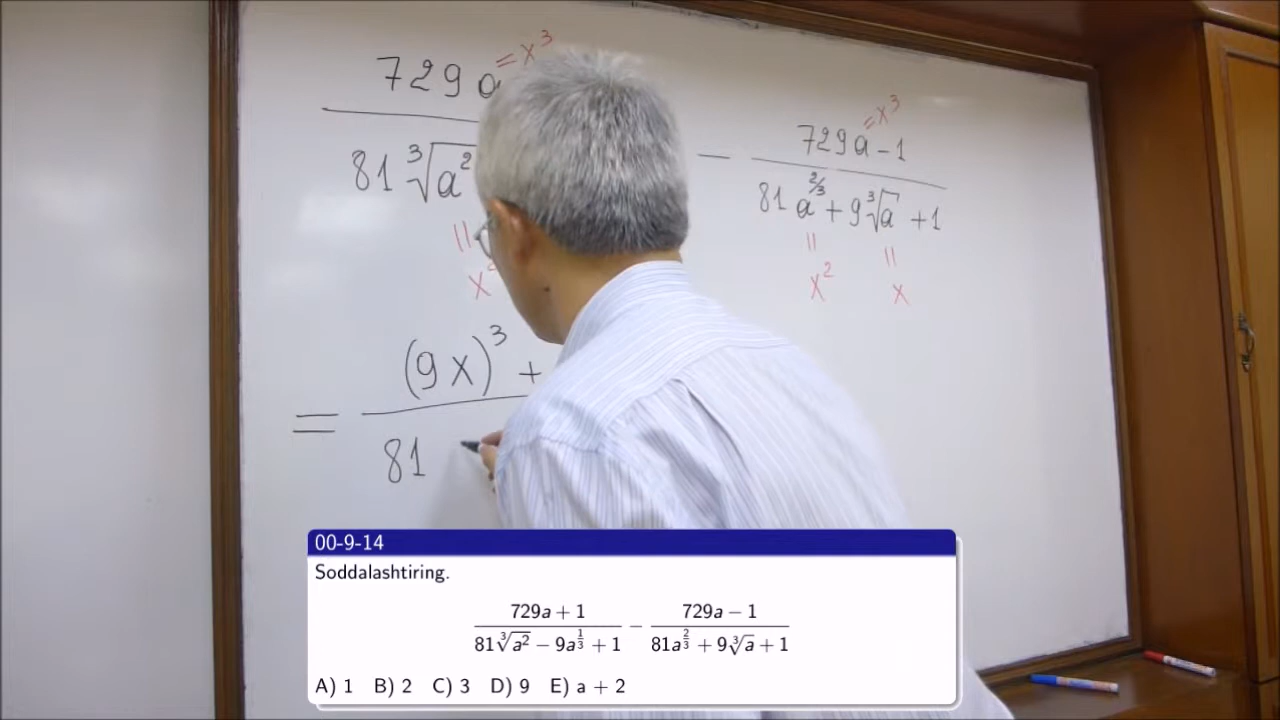 729a =x³
81 ∛a²
||
x²
− (729a − 1)/(81a^(2/3) + 9∛a + 1)
=x³
|| ||
x² x
= (9x)³ +
81
00-9-14
Soddalashtiring.
(729a + 1)/(81∛a² − 9a^(1/3) + 1) − (729a − 1)/(81a^(2/3) + 9∛a + 1)
A) 1 B) 2 C) 3 D) 9 E) a + 2